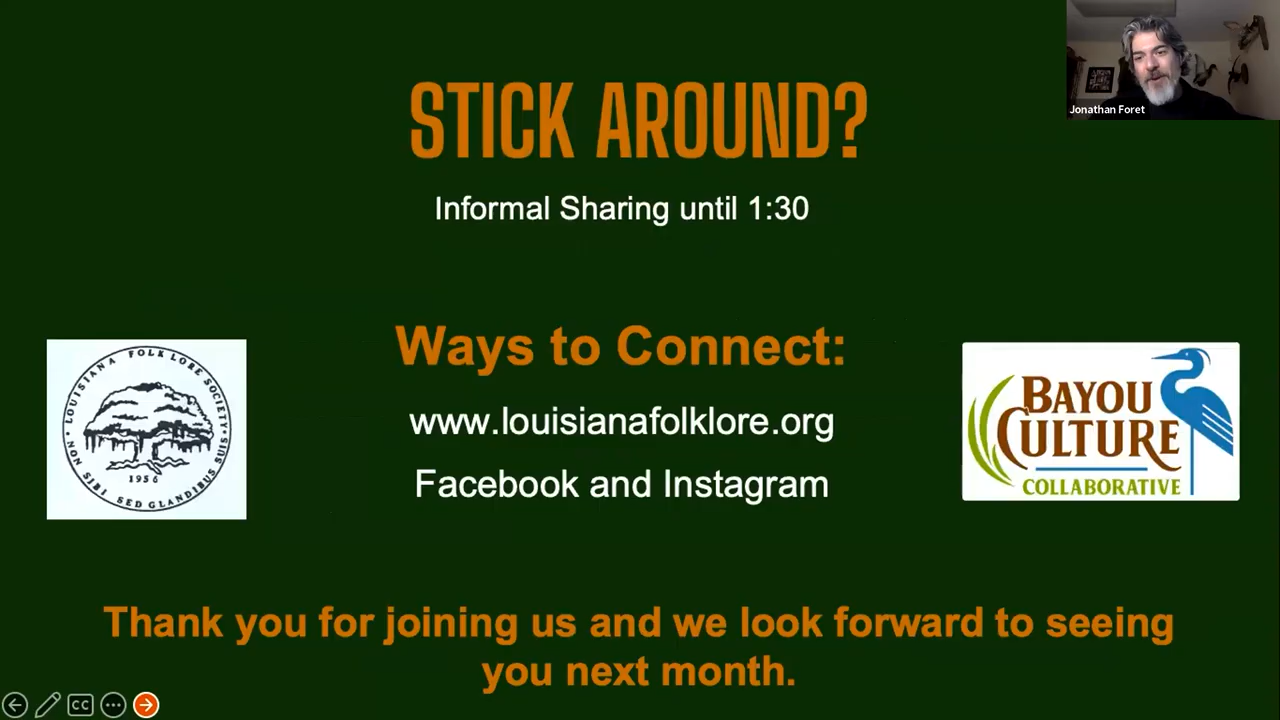 STICK AROUND?
Jonathan Foret
Informal Sharing until 1:30
Ways to Connect:
www.louisianafolklore.org
Facebook and Instagram
LOUISIANA FOLK LORE SOCIETY
1956
NON SIBI SED GLANDIBUS SUIS
BAYOU
CULTURE
COLLABORATIVE
Thank you for joining us and we look forward to seeing
you next month.
CC